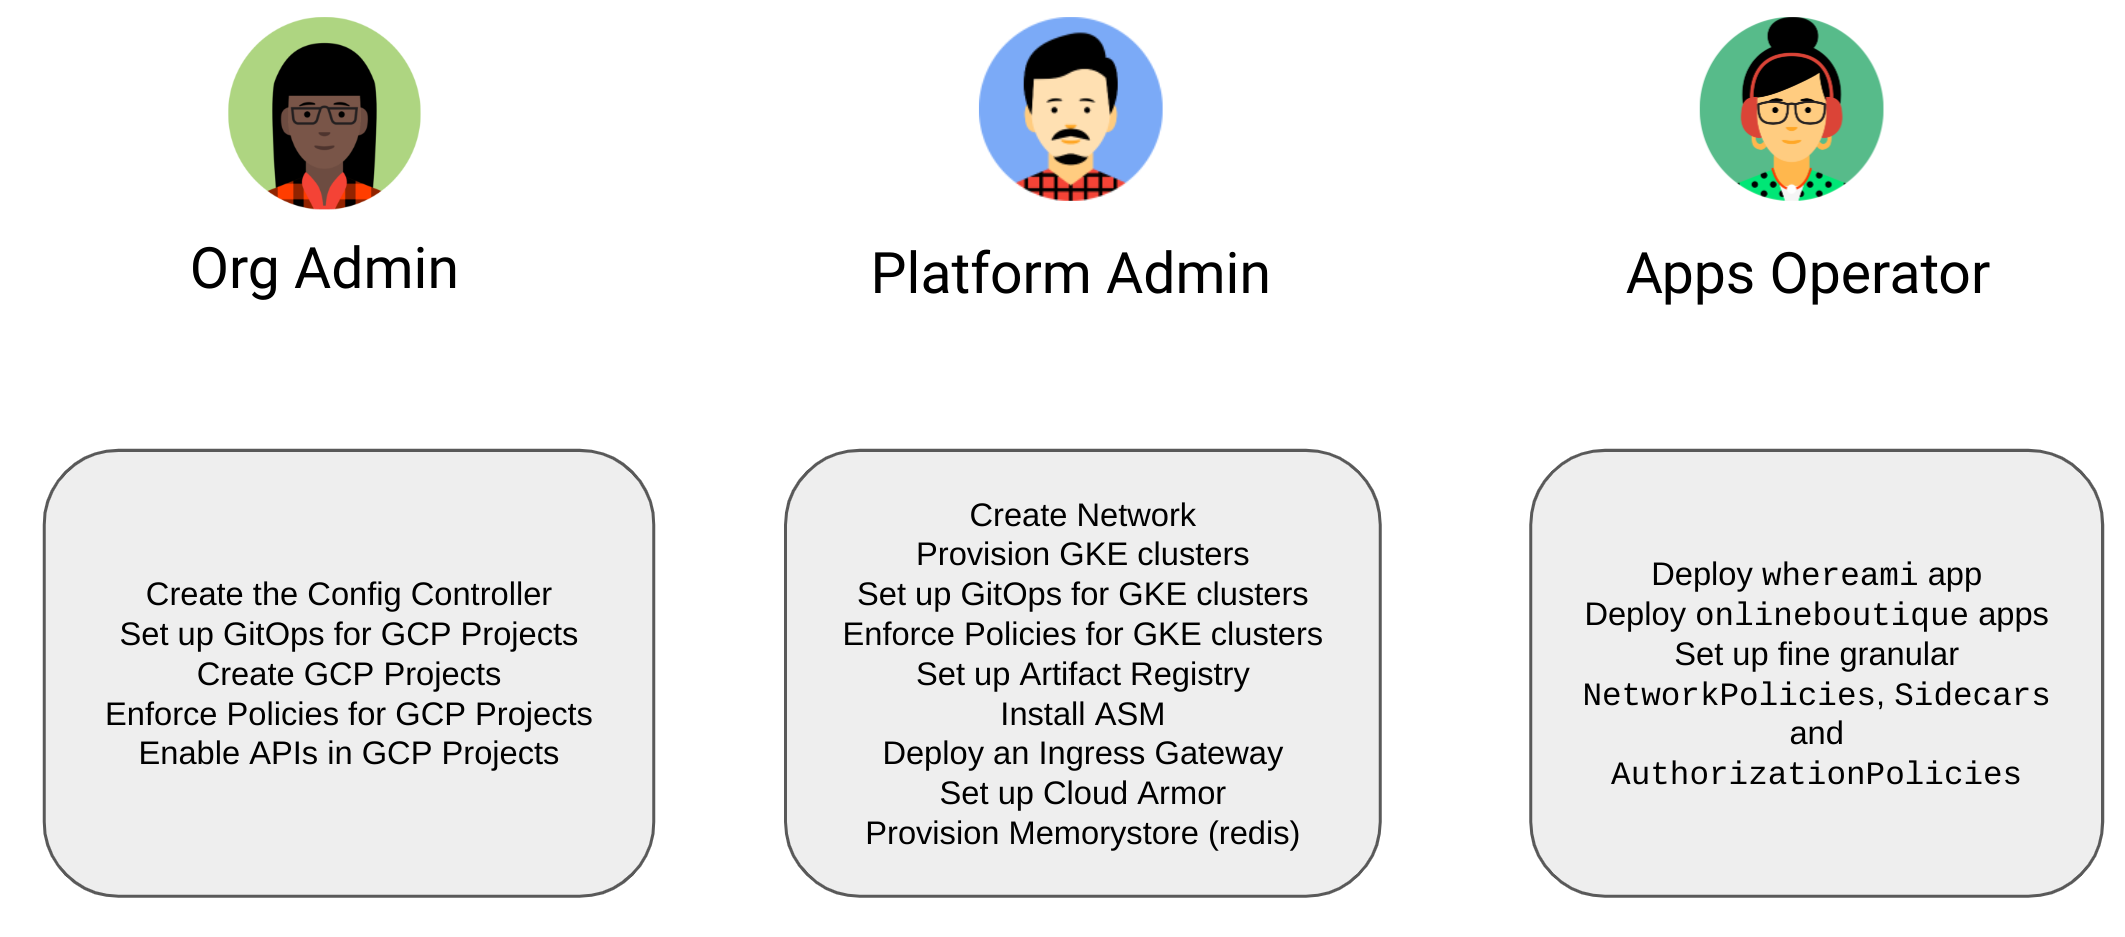 Org Admin
Platform Admin
Apps Operator
Create the Config Controller
Set up GitOps for GCP Projects
Create GCP Projects
Enforce Policies for GCP Projects
Enable APIs in GCP Projects
Create Network
Provision GKE clusters
Set up GitOps for GKE clusters
Enforce Policies for GKE clusters
Set up Artifact Registry
Install ASM
Deploy an Ingress Gateway
Set up Cloud Armor
Provision Memorystore (redis)
Deploy whereami app
Deploy onlineboutique apps
Set up fine granular
NetworkPolicies, Sidecars
and
AuthorizationPolicies